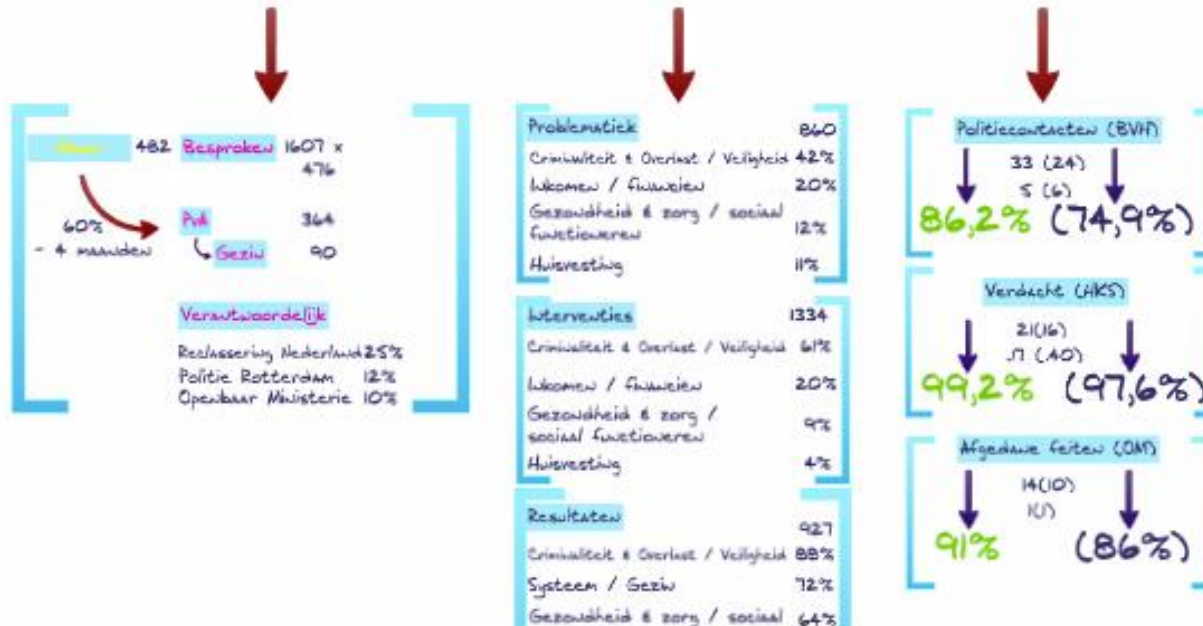 482 Besproken 1607 x
476
60%
- 4 maanden
PvA 364
Gezin 90
Verantwoordelijk
Reclassering Nederland 25%
Politie Rotterdam 12%
Openbaar Ministerie 10%
Problematiek 860
Criminaliteit & Overlast / Veiligheid 42%
Inkomen / financien 20%
Gezondheid & zorg / sociaal
functioneren 12%
Huisvesting 11%
Interventies 1334
Criminaliteit & Overlast / Veiligheid 61%
Inkomen / financien 20%
Gezondheid & zorg /
sociaal functioneren 9%
Huisvesting 4%
Resultaten 927
Criminaliteit & Overlast / Veiligheid 88%
Systeem / Gezin 72%
Gezondheid & zorg / sociaal 64%
Politiecontacten (BVH)
33 (24)
5 (6)
86,2% (74,9%)
Verdacht (HKS)
21(16)
.17 (.40)
99,2% (97,6%)
Afgedane feiten (OM)
14(10)
1(1)
91% (86%)